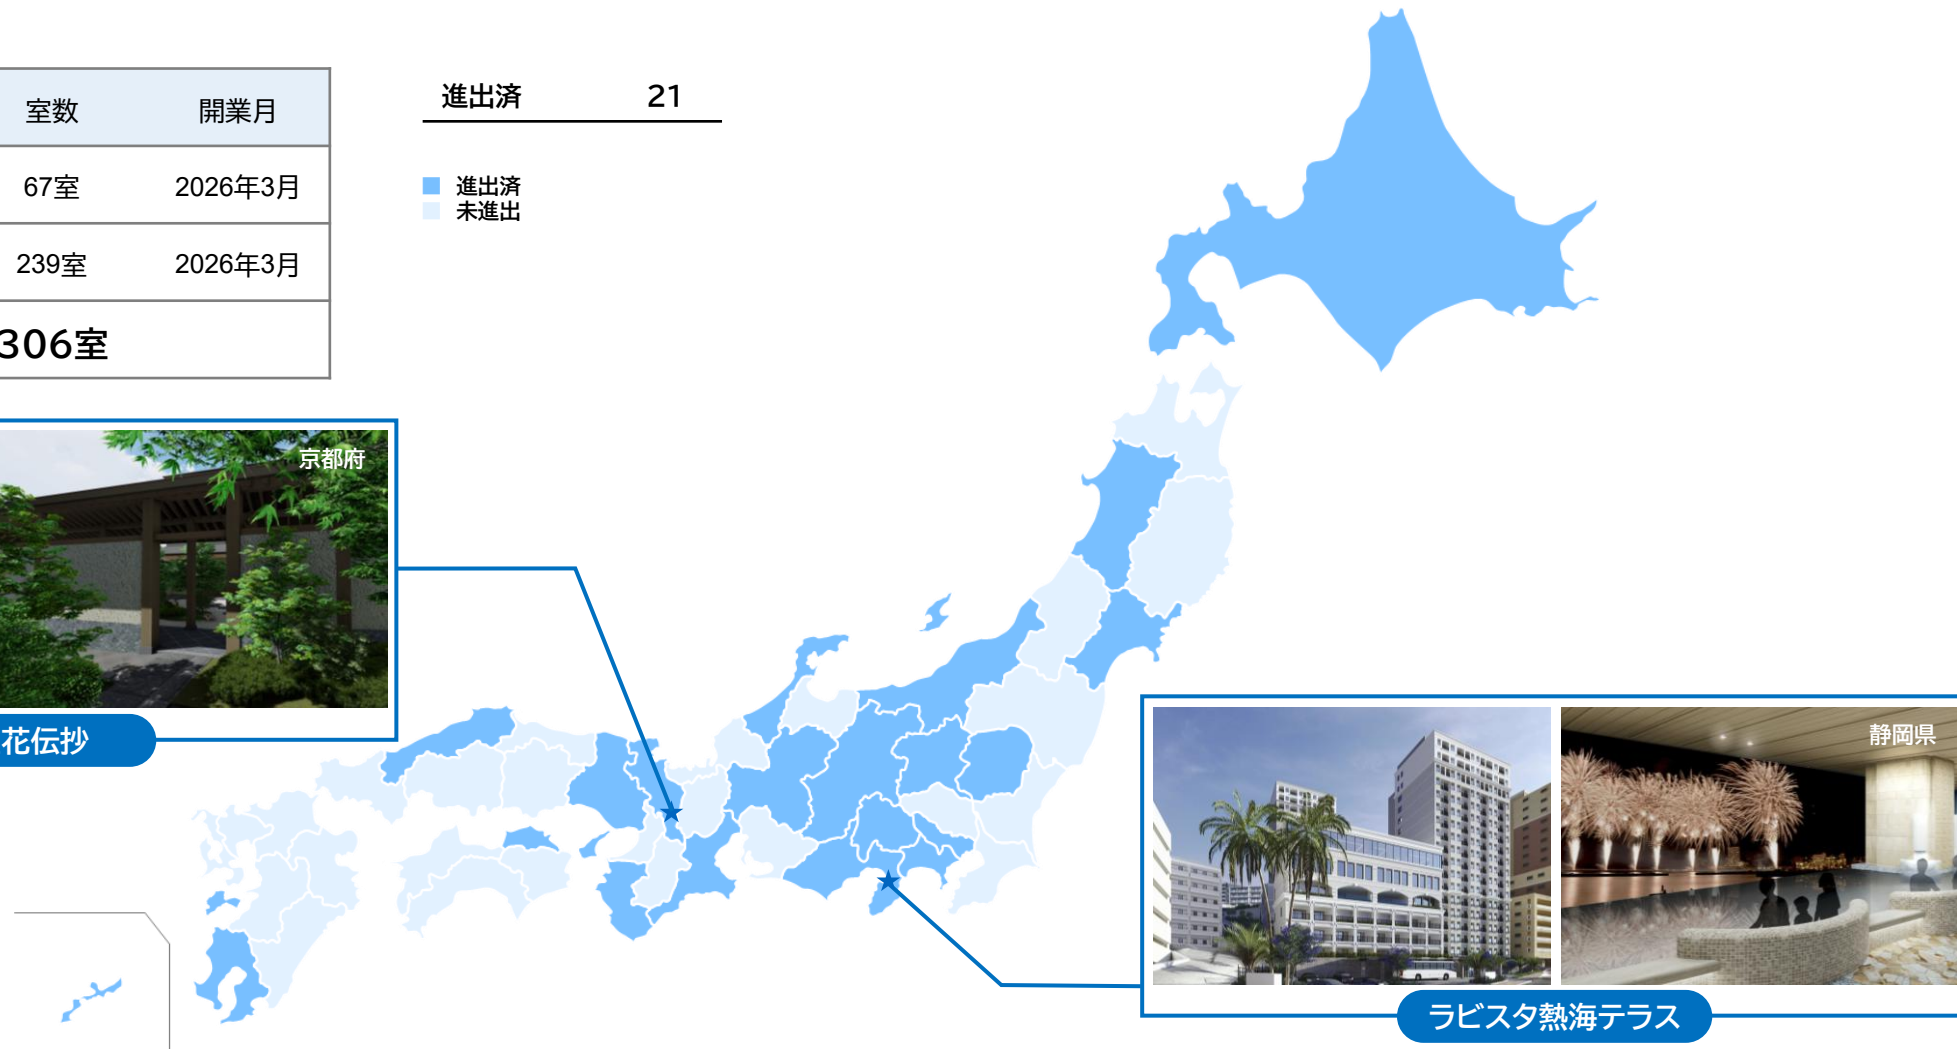 室数 開業月
67室 2026年3月
239室 2026年3月
306室
進出済 21
進出済
未進出
京都府
花伝抄
静岡県
ラビスタ熱海テラス